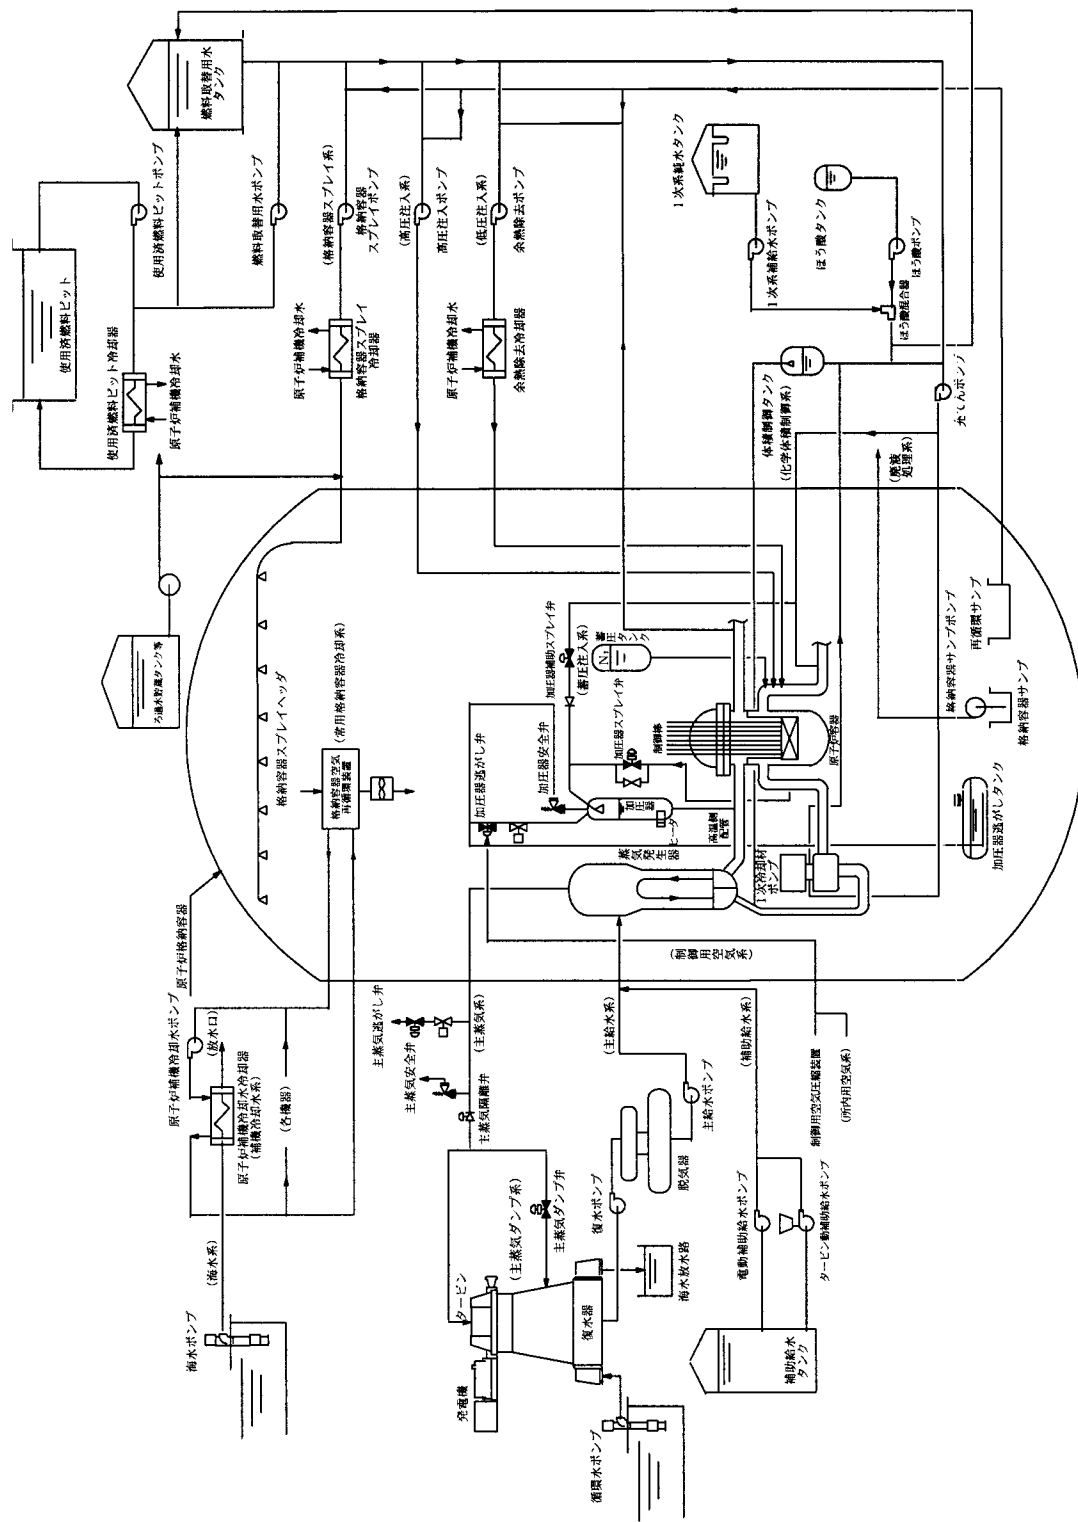 使用済燃料ピット
使用済燃料ピット冷却器
原子炉補機冷却水
使用済燃料ピットポンプ
燃料取替用水
タンク
燃料取替用水ポンプ
(格納容器スプレイ系)
格納容器
スプレイポンプ
原子炉補機冷却水
格納容器スプレイ
冷却器
(高圧注入系)
高圧注入ポンプ
(低圧注入系)
余熱除去ポンプ
原子炉補機冷却水
余熱除去冷却器
1次系純水タンク
1次系補給水ポンプ
ほう酸タンク
ほう酸ポンプ
ほう酸混合器
体積制御タンク
(化学体積制御系)
充てんポンプ
(廃液
処理系)
ろ過水貯蔵タンク等
格納容器スプレイヘッダ
(常用格納容器冷却系)
格納容器空気
再循環装置
加圧器補助スプレイ弁
(蓄圧注入系)
蓄圧
タンク
N₂
加圧器スプレイ弁
制御棒
原子炉容器
加圧器逃がし弁
加圧器安全弁
加圧器
ヒータ
高温側
配管
蒸気
発生器
1次冷却材
ポンプ
格納容器サンプポンプ
再循環サンプ
格納容器サンプ
加圧器逃がしタンク
(制御用空気系)
原子炉格納容器
原子炉補機冷却水ポンプ
(放水口)
原子炉補機冷却水冷却器
(補機冷却水系)
(各機器)
(海水系)
海水ポンプ
主蒸気逃がし弁
主蒸気安全弁
主蒸気隔離弁
(主蒸気系)
(主蒸気ダンプ系)
主蒸気ダンプ弁
タービン
発電機
復水器
復水ポンプ
海水放水路
循環水ポンプ
脱気器
主給水ポンプ
(主給水系)
(補助給水系)
電動補助給水ポンプ
タービン動補助給水ポンプ
補助給水
タンク
制御用空気圧縮装置
(所内用空気系)